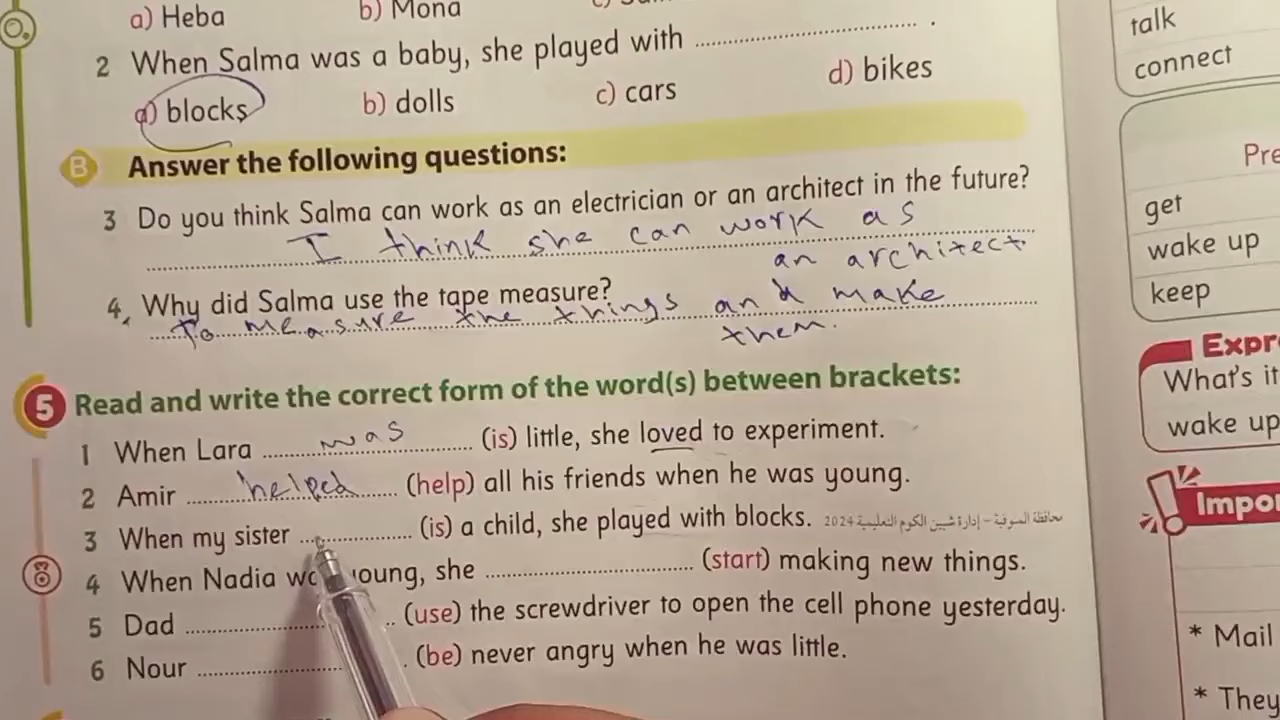 a) Heba b) Mona
2 When Salma was a baby, she played with .
a) blocks b) dolls c) cars d) bikes
B Answer the following questions:
3 Do you think Salma can work as an electrician or an architect in the future?
I think she can work as
an architect.
4 Why did Salma use the tape measure?
To measure the things and make
them.
5 Read and write the correct form of the word(s) between brackets:
1 When Lara was (is) little, she loved to experiment.
2 Amir helped (help) all his friends when he was young.
3 When my sister (is) a child, she played with blocks. محافظة المنوفية – إدارة شبين الكوم التعليمية 2024
4 When Nadia young, she (start) making new things.
5 Dad (use) the screwdriver to open the cell phone yesterday.
6 Nour (be) never angry when he was little.
talk
connect
Pre
get
wake up
keep
Expr
What's it
wake up
Impor
* Mail
* They